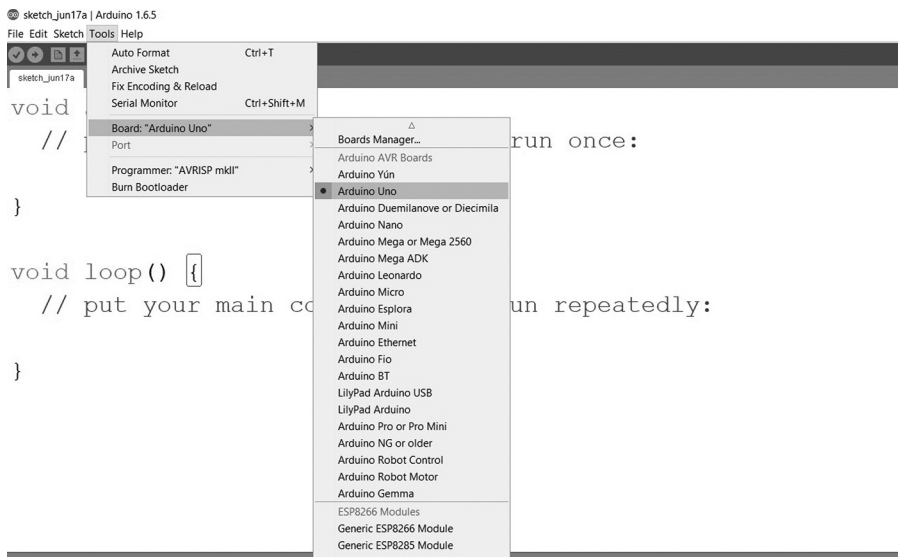 sketch_jun17a | Arduino 1.6.5
File Edit Sketch Tools Help
sketch_jun17a
Auto Format Ctrl+T
Archive Sketch
Fix Encoding & Reload
Serial Monitor Ctrl+Shift+M
Board: "Arduino Uno"
Port
Programmer: "AVRISP mkII"
Burn Bootloader
Boards Manager...
Arduino AVR Boards
Arduino Yún
Arduino Uno
Arduino Duemilanove or Diecimila
Arduino Nano
Arduino Mega or Mega 2560
Arduino Mega ADK
Arduino Leonardo
Arduino Micro
Arduino Esplora
Arduino Mini
Arduino Ethernet
Arduino Fio
Arduino BT
LilyPad Arduino USB
LilyPad Arduino
Arduino Pro or Pro Mini
Arduino NG or older
Arduino Robot Control
Arduino Robot Motor
Arduino Gemma
ESP8266 Modules
Generic ESP8266 Module
Generic ESP8285 Module
void
// run once:
}
void loop() {
// put your main repeatedly:
}